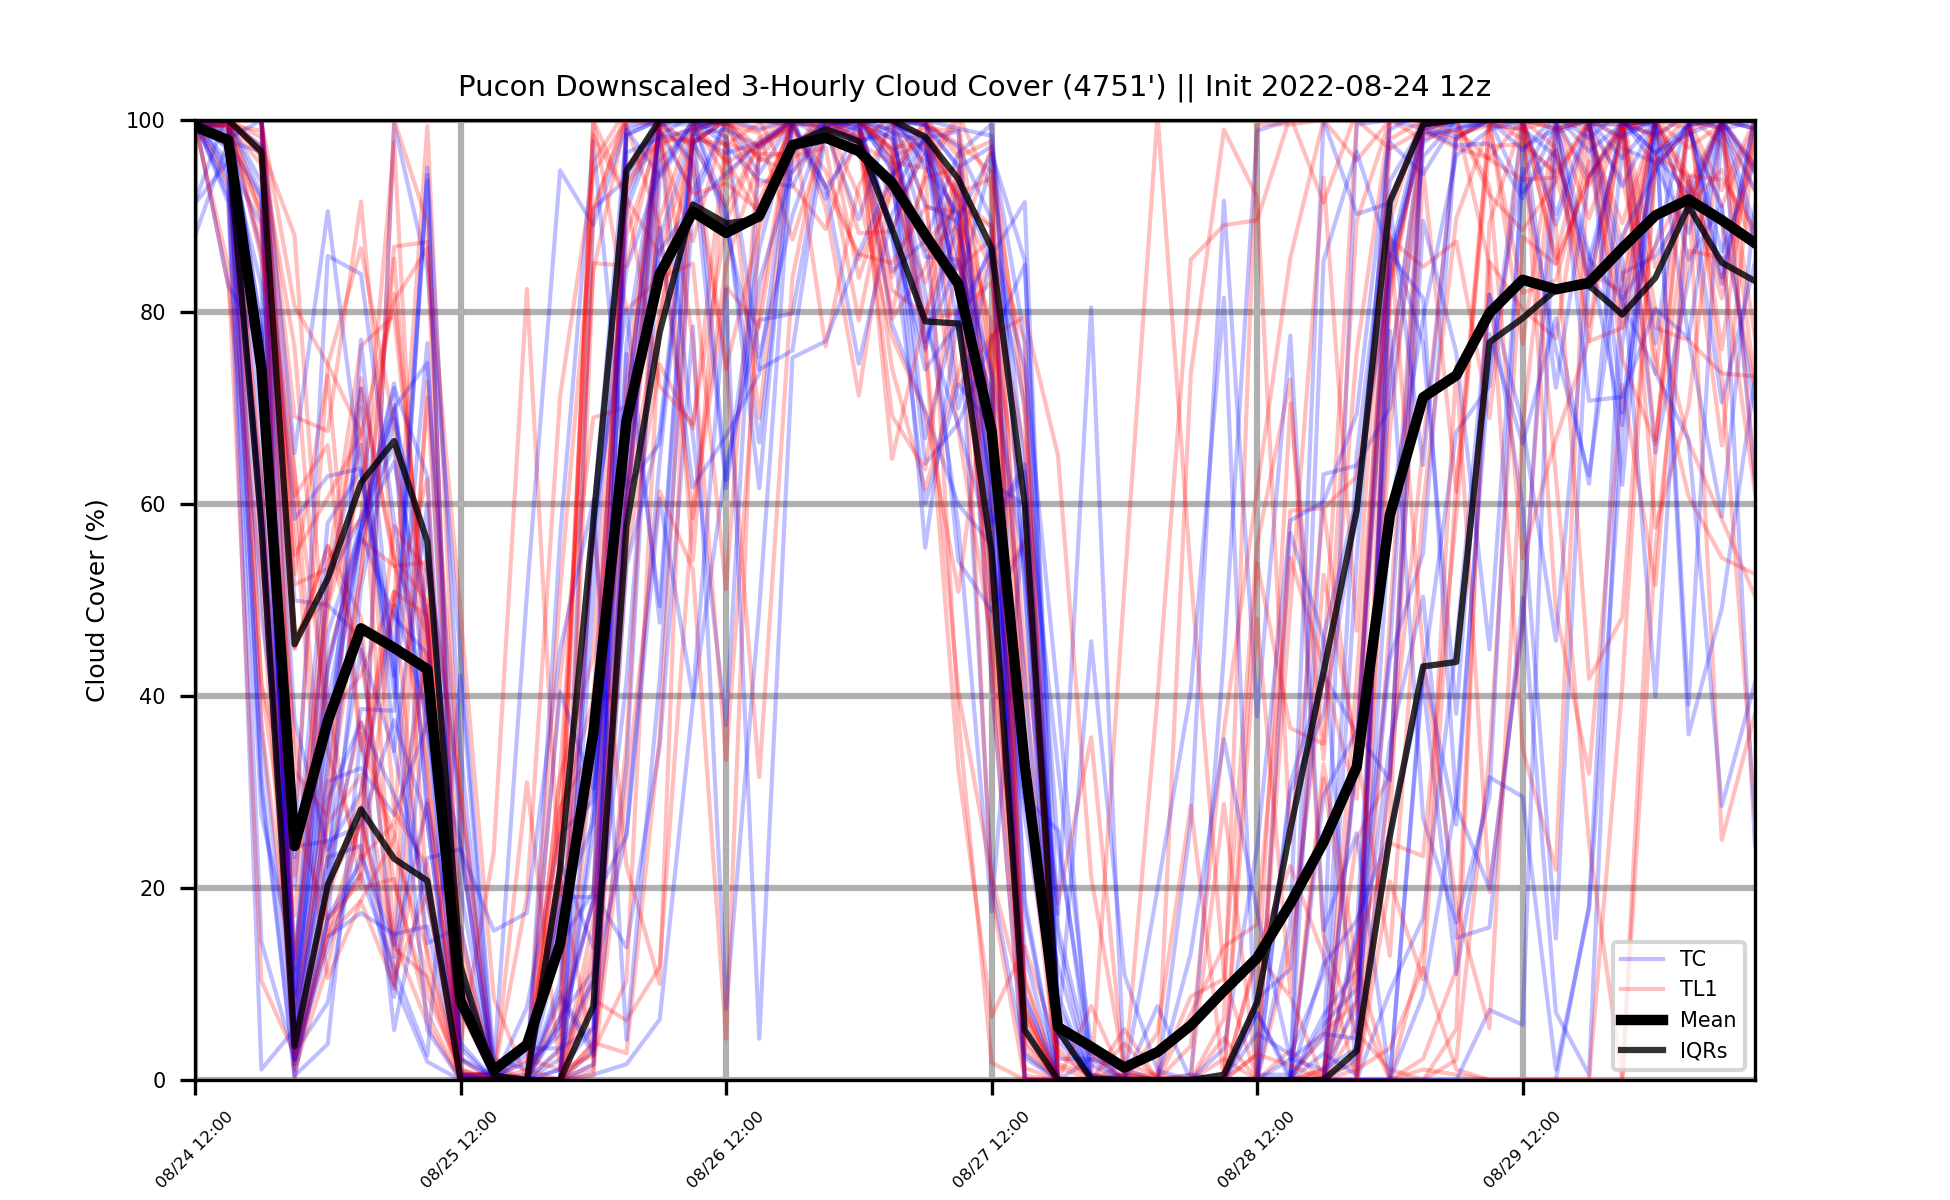 Pucon Downscaled 3-Hourly Cloud Cover (4751') || Init 2022-08-24 12z
Cloud Cover (%)
100
80
60
40
20
0
TC
TL1
Mean
IQRs
08/24 12:00
08/25 12:00
08/26 12:00
08/27 12:00
08/28 12:00
08/29 12:00